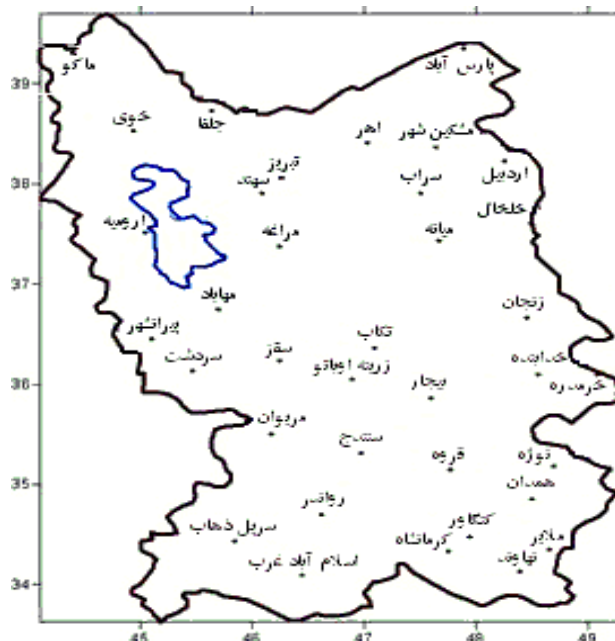 ماکو
پارس آباد
39
خوی
جلفا
اهر
مشکین شهر
تبریز
سهند
سراب
اردبیل
38
خلخال
ارومیه
مراغه
میانه
37
مهاباد
زنجان
پیرانشهر
تکاب
سقز
سردشت
زرینه اوباتو
خدابنده
36
بیجار
خرمدره
مریوان
سنندج
قروه
نوژه
35
همدان
روانسر
سرپل ذهاب
کنگاور
کرمانشاه
ملایر
نهاوند
اسلام آباد غرب
34
45 46 47 48 49